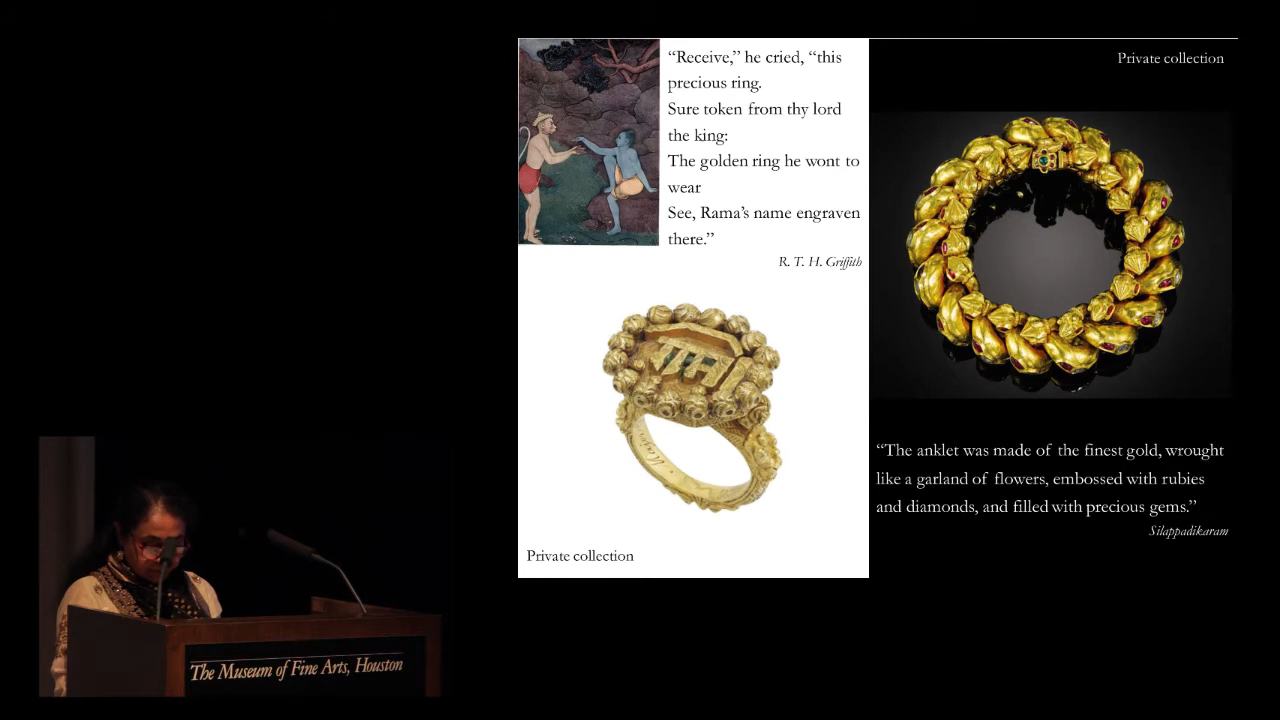 “Receive,” he cried, “this
precious ring.
Sure token from thy lord
the king:
The golden ring he wont to
wear
See, Rama’s name engraven
there.”
R. T. H. Griffith
Private collection
Private collection
“The anklet was made of the finest gold, wrought
like a garland of flowers, embossed with rubies
and diamonds, and filled with precious gems.”
Silappadikaram
The Museum of Fine Arts, Houston